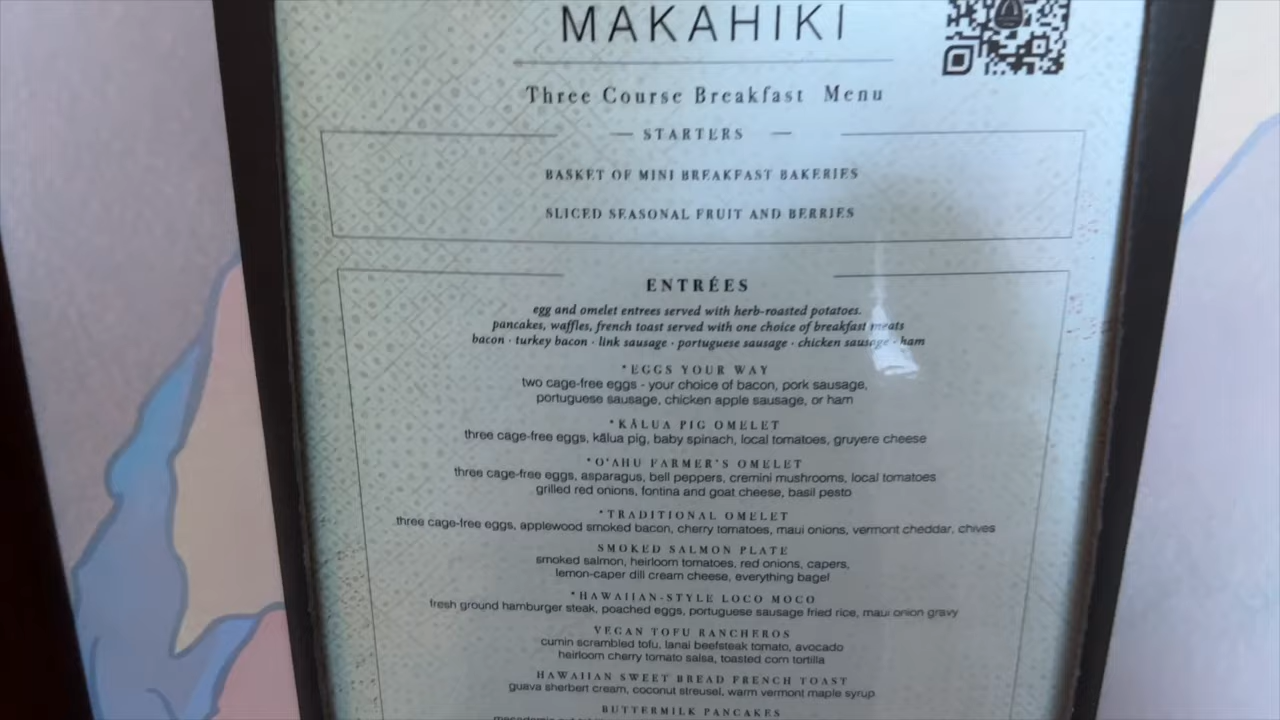 MAKAHIKI
Three Course Breakfast Menu
STARTERS
BASKET OF MINI BREAKFAST BAKERIES
SLICED SEASONAL FRUIT AND BERRIES
ENTRÉES
egg and omelet entrees served with herb-roasted potatoes.
pancakes, waffles, french toast served with one choice of breakfast meats
bacon · turkey bacon · link sausage · portuguese sausage · chicken sausage · ham
*EGGS YOUR WAY
two cage-free eggs - your choice of bacon, pork sausage,
portuguese sausage, chicken apple sausage, or ham
*KĀLUA PIG OMELET
three cage-free eggs, kālua pig, baby spinach, local tomatoes, gruyere cheese
*O'AHU FARMER'S OMELET
three cage-free eggs, asparagus, bell peppers, cremini mushrooms, local tomatoes
grilled red onions, fontina and goat cheese, basil pesto
*TRADITIONAL OMELET
three cage-free eggs, applewood smoked bacon, cherry tomatoes, maui onions, vermont cheddar, chives
SMOKED SALMON PLATE
smoked salmon, heirloom tomatoes, red onions, capers,
lemon-caper dill cream cheese, everything bagel
*HAWAIIAN-STYLE LOCO MOCO
fresh ground hamburger steak, poached eggs, portuguese sausage fried rice, maui onion gravy
VEGAN TOFU RANCHEROS
cumin scrambled tofu, lanai beefsteak tomato, avocado
heirloom cherry tomato salsa, toasted corn tortilla
HAWAIIAN SWEET BREAD FRENCH TOAST
guava sherbert cream, coconut streusel, warm vermont maple syrup
BUTTERMILK PANCAKES